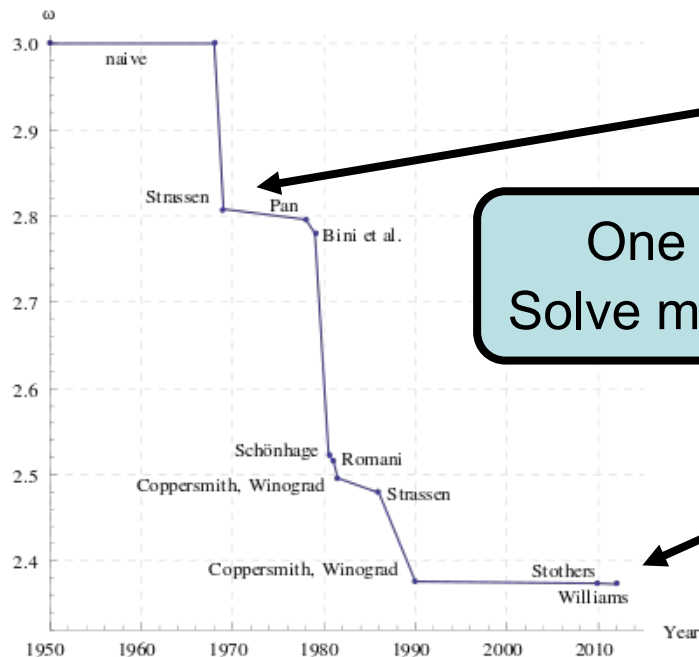 ω
3.0
naive
2.9
Strassen
Pan
2.8
Bini et al.
One
Solve m
2.7
2.6
Schönhage
Romani
2.5
Coppersmith, Winograd
Strassen
2.4
Coppersmith, Winograd
Stothers
Williams
Year
1950 1960 1970 1980 1990 2000 2010